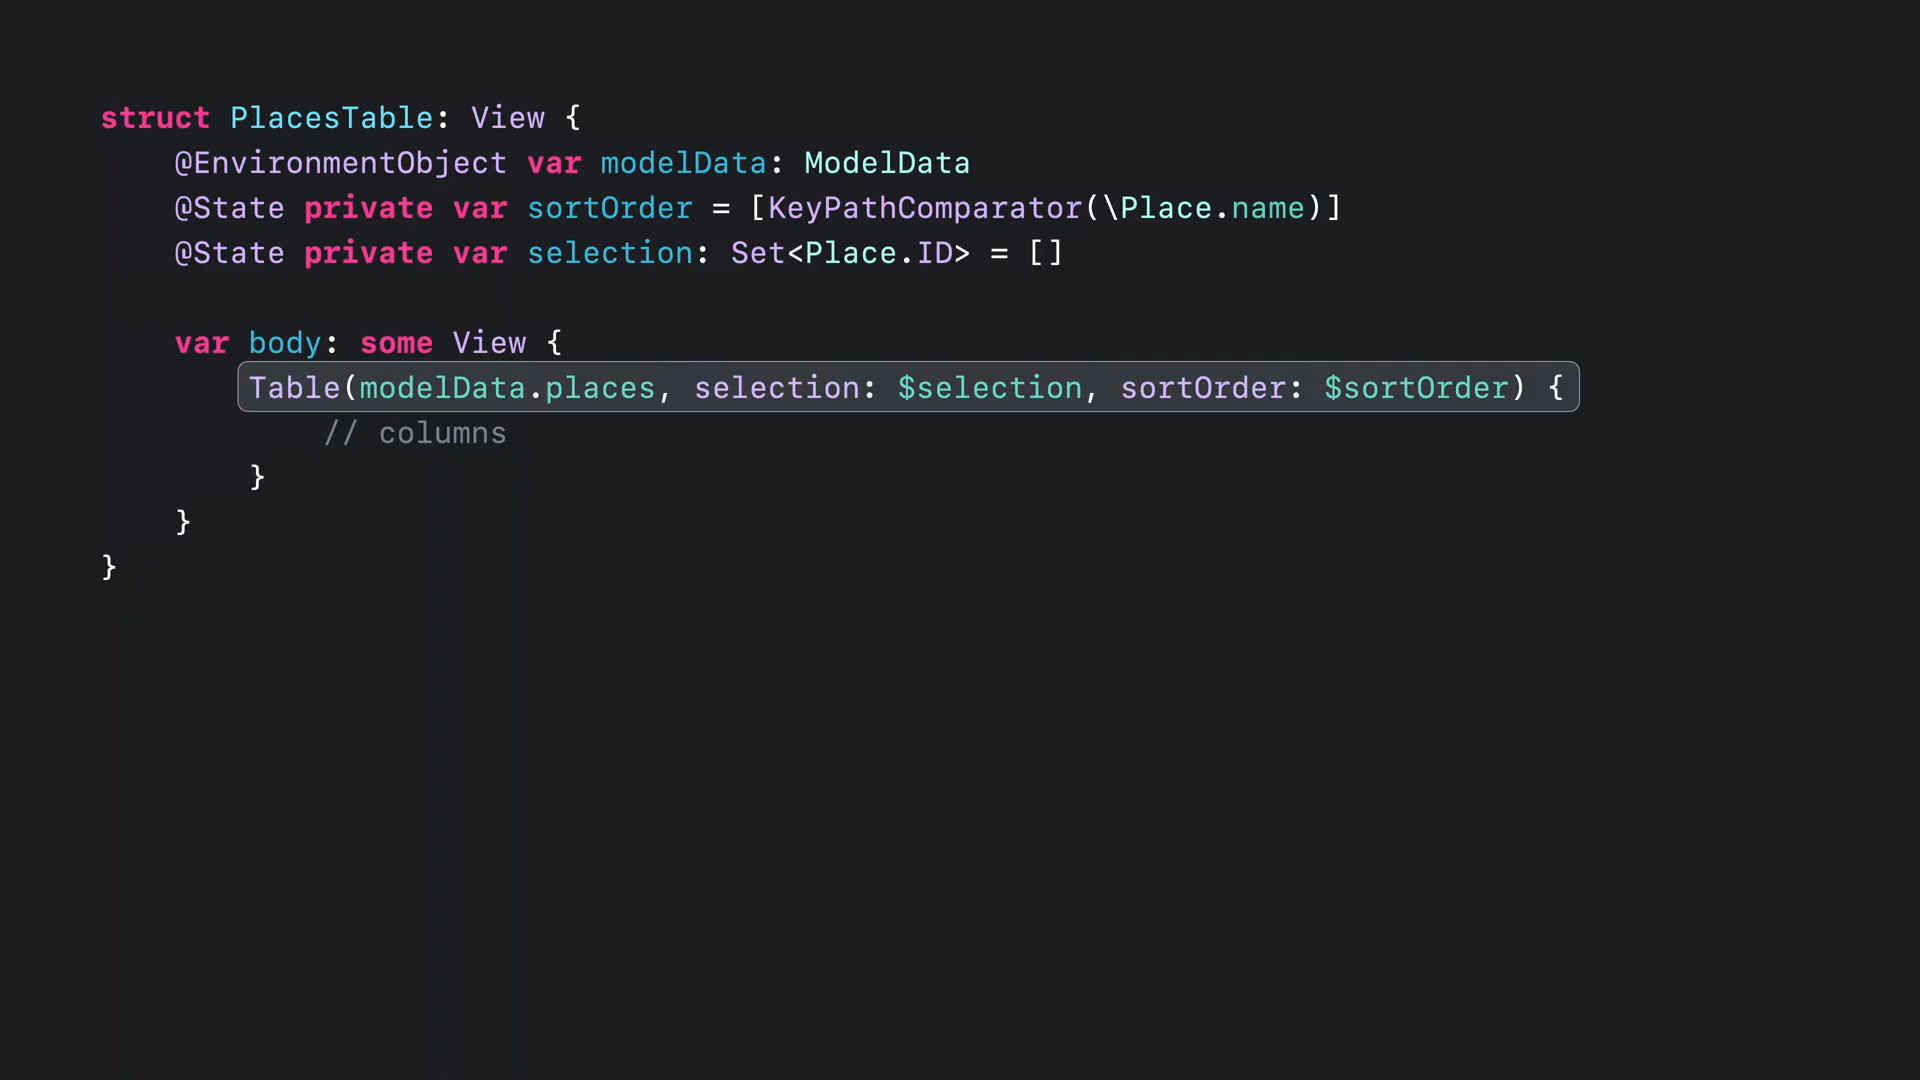 struct PlacesTable: View {
    @EnvironmentObject var modelData: ModelData
    @State private var sortOrder = [KeyPathComparator(\Place.name)]
    @State private var selection: Set<Place.ID> = []

    var body: some View {
        Table(modelData.places, selection: $selection, sortOrder: $sortOrder) {
            // columns
        }
    }
}